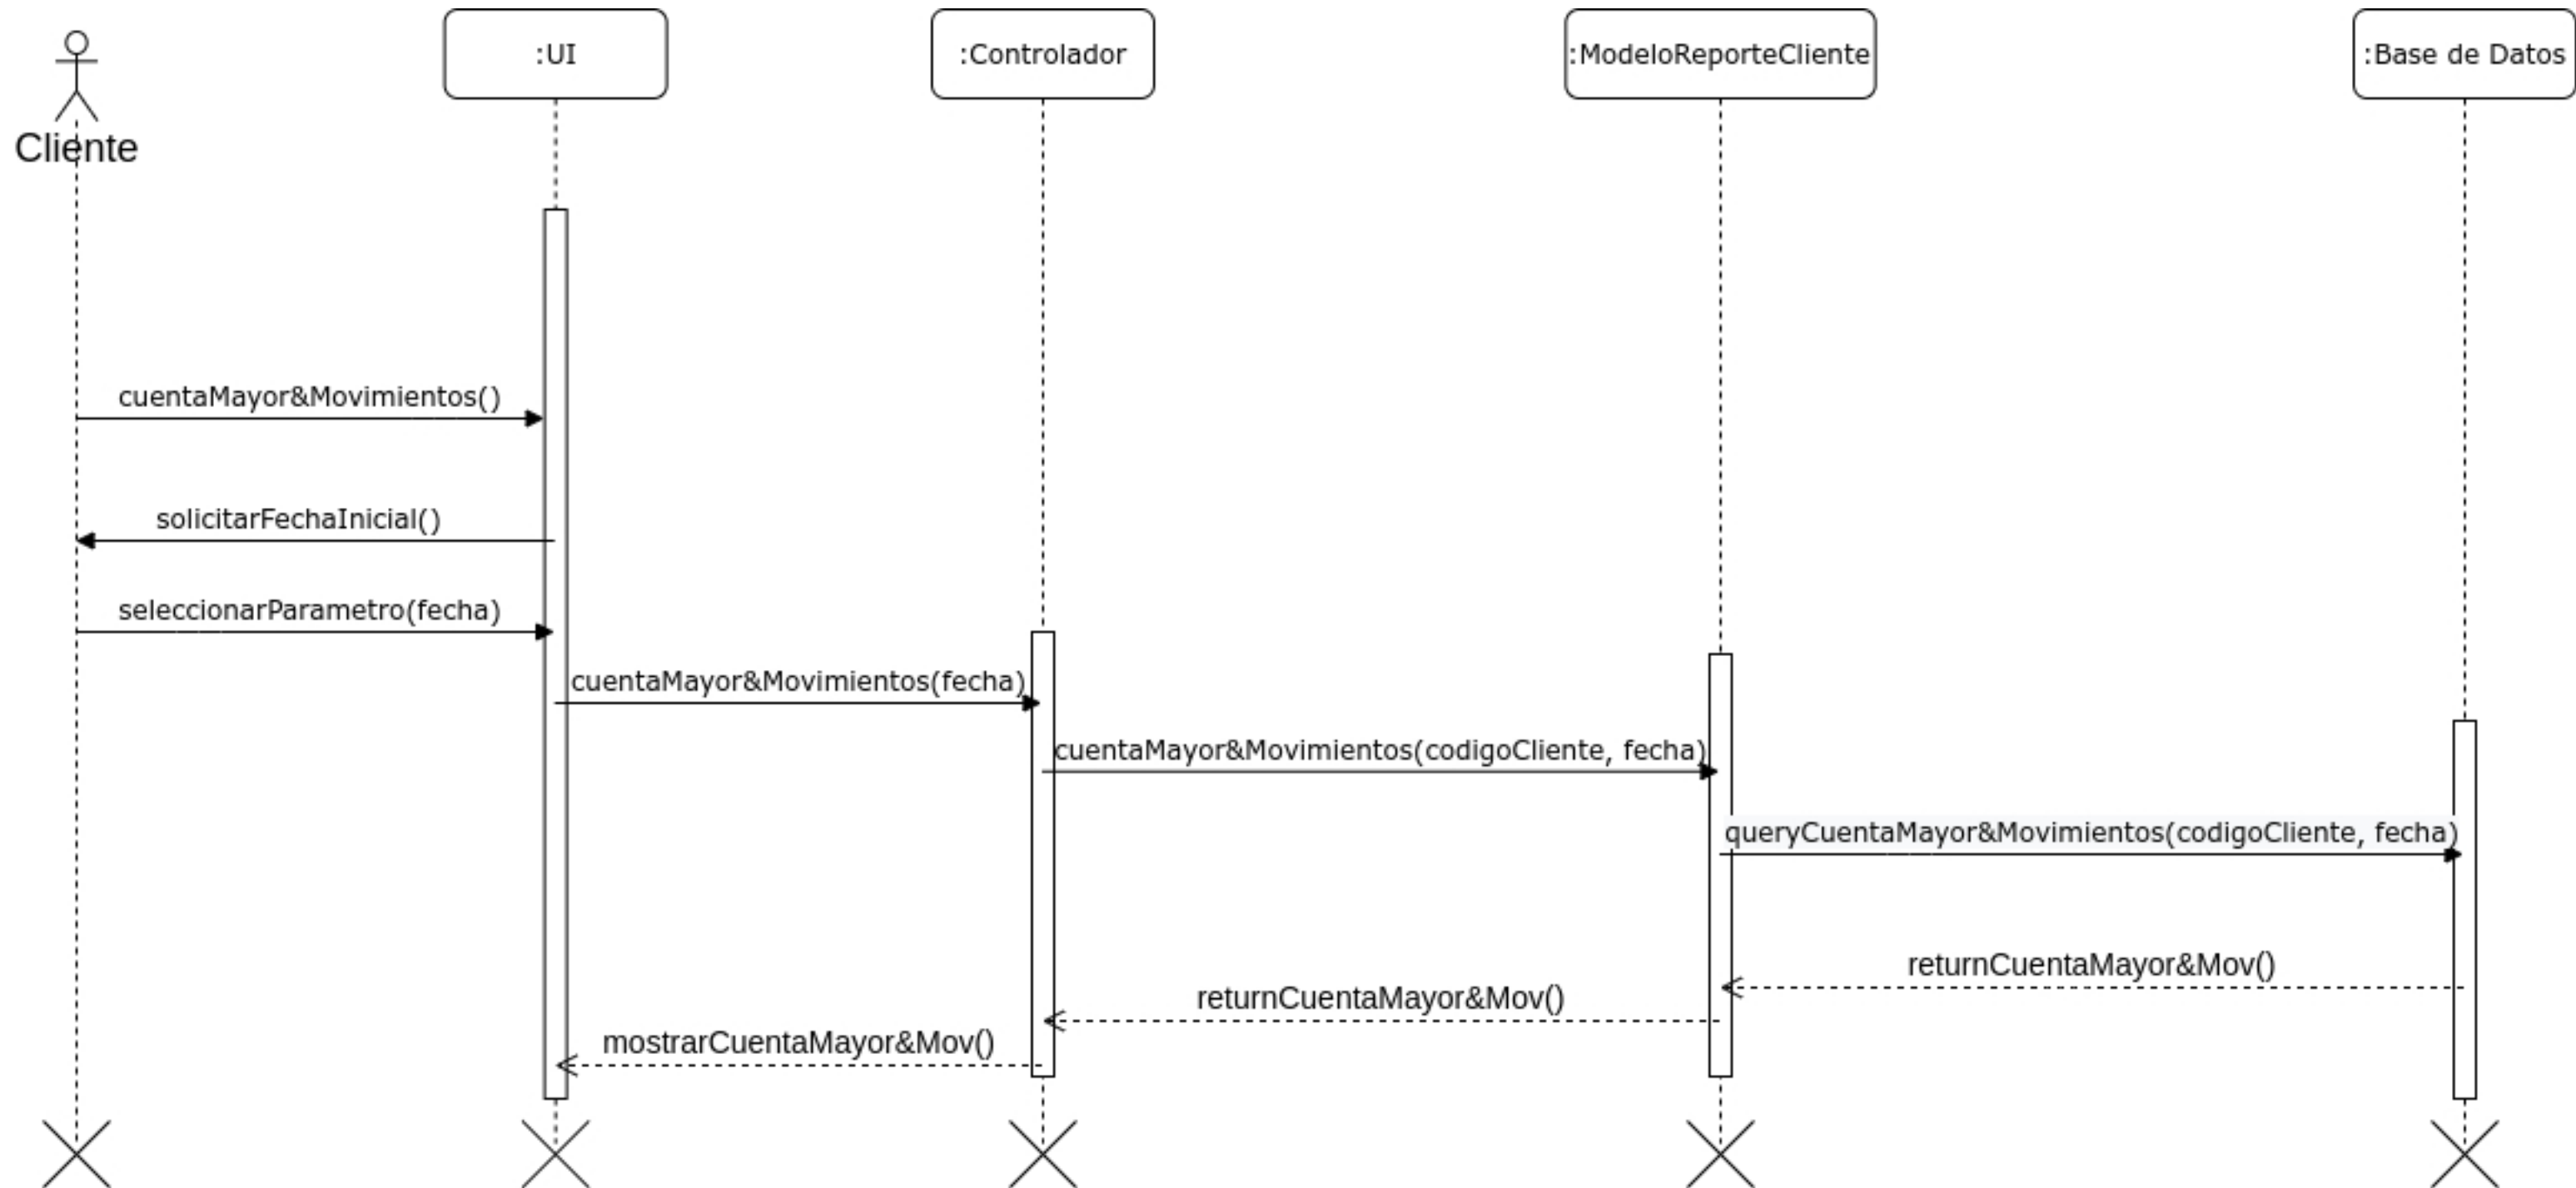 :UI
:Controlador
:ModeloReporteCliente
:Base de Datos
Cliente
cuentaMayor&Movimientos()
solicitarFechaInicial()
seleccionarParametro(fecha)
cuentaMayor&Movimientos(fecha)
cuentaMayor&Movimientos(codigoCliente, fecha)
queryCuentaMayor&Movimientos(codigoCliente, fecha)
returnCuentaMayor&Mov()
returnCuentaMayor&Mov()
mostrarCuentaMayor&Mov()